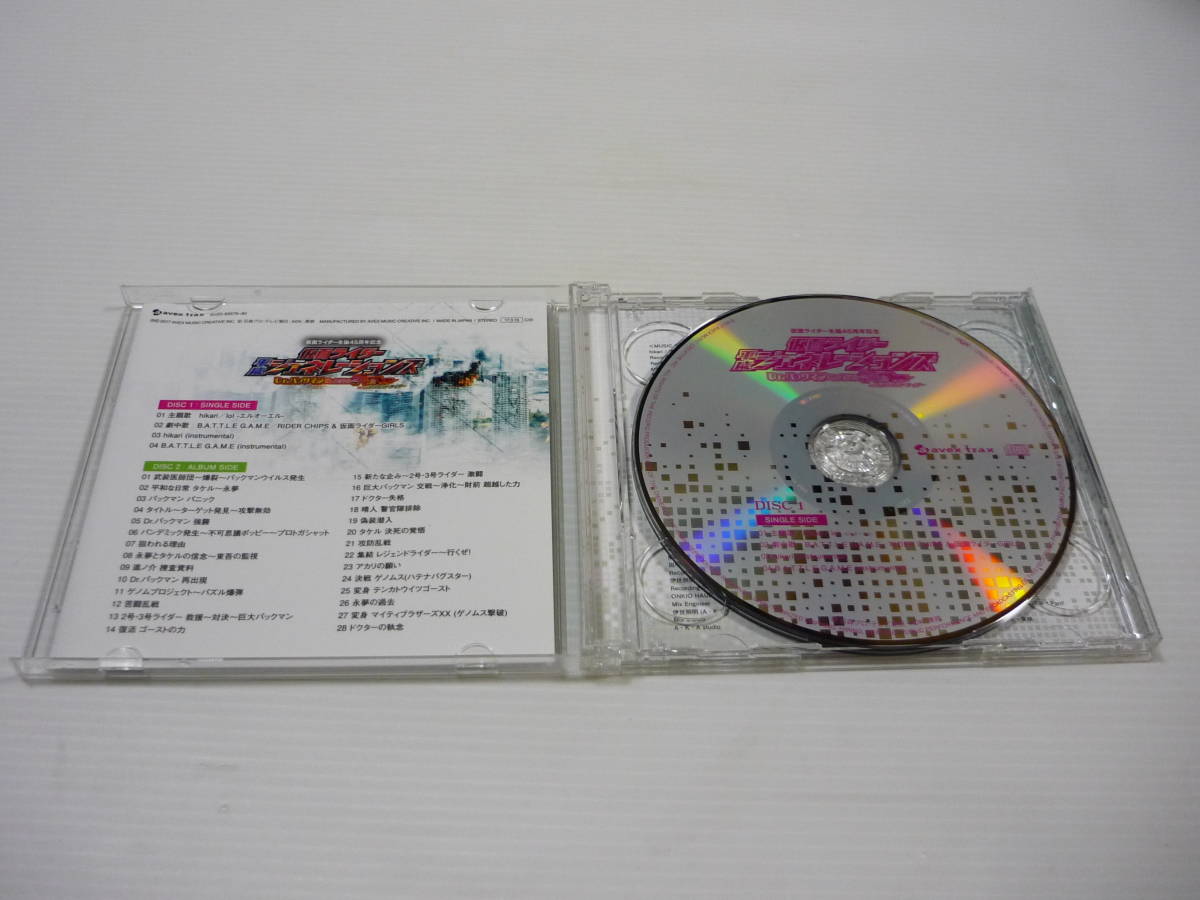 avex trax
仮面ライダー生誕45周年記念
仮面ライダー
平成ジェネレーションズ
DISC 1 : SINGLE SIDE
01 主題歌 hikari／lol -エルオーエル-
02 劇中歌 B.A.T.T.L.E G.A.M.E RIDER CHIPS & 仮面ライダーGIRLS
03 hikari (instrumental)
04 B.A.T.T.L.E G.A.M.E (instrumental)
DISC 2 : ALBUM SIDE
01 武装医師団～爆裂～パックマンウイルス発生
02 平和な日常 タケル～永夢
03 パックマン パニック
04 タイトル～ターゲット発見～攻撃無効
05 Dr.パックマン 強襲
06 パンデミック発生～不可思議ポッピー～プロトガシャット
07 狙われる理由
08 永夢とタケルの信念～東吾の監視
09 進ノ介 捜査資料
10 Dr.パックマン 再出現
11 ゲノムプロジェクト～パズル爆弾
12 苦闘乱戦
13 2号・3号ライダー 救援～対決～巨大パックマン
14 復活 ゴーストの力
15 新たな企み～2号・3号ライダー 激闘
16 巨大パックマン 交戦～浄化～財前 超越した力
17 ドクター失格
18 晴人 警官隊排除
19 偽装潜入
20 タケル 決死の覚悟
21 攻防乱戦
22 集結 レジェンドライダー～行くぜ!
23 アカリの願い
24 決戦 ゲノムス(ハテナバグスター)
25 変身 テンカトウイツゴースト
26 永夢の過去
27 変身 マイティブラザーズXX (ゲノムス撃破)
28 ドクターの執念
仮面ライダー生誕45周年記念
仮面ライダー
平成ジェネレーションズ
avex trax
DISC 1
SINGLE SIDE
Mix Engineer
A・K・A studio